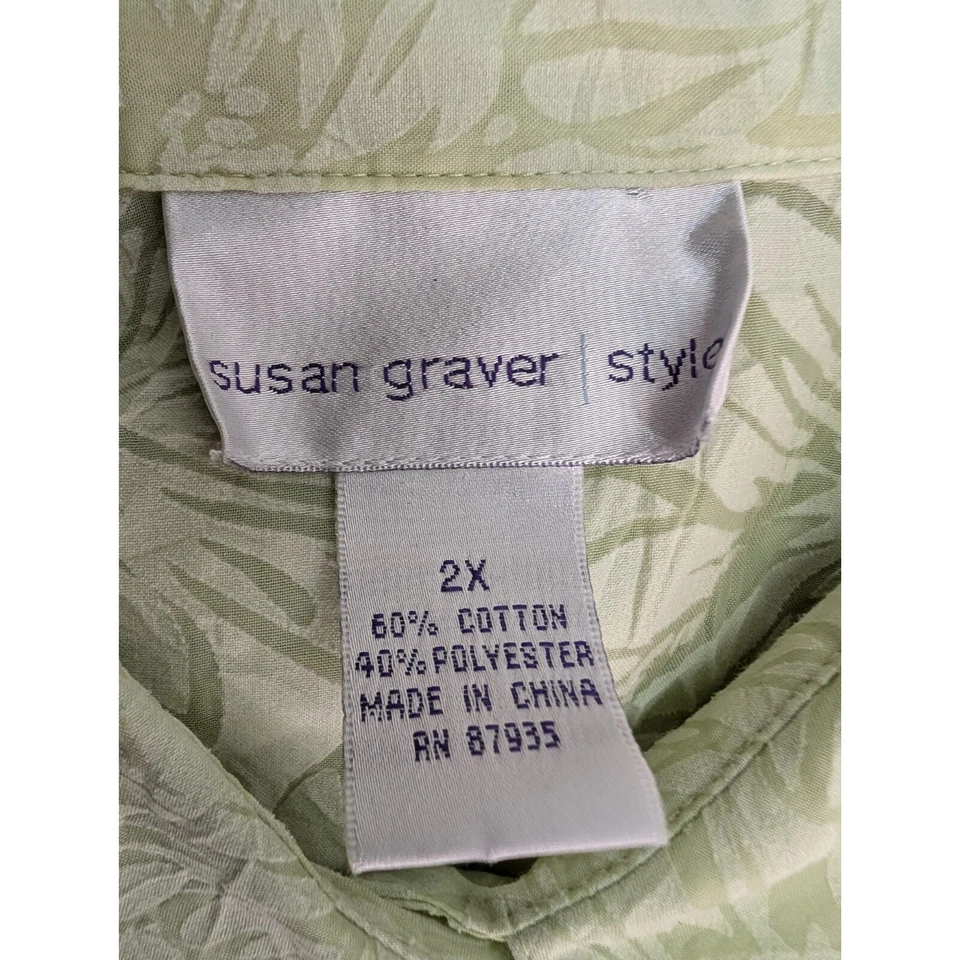 susan graver | style
2X
60% COTTON
40% POLYESTER
MADE IN CHINA
RN 87935